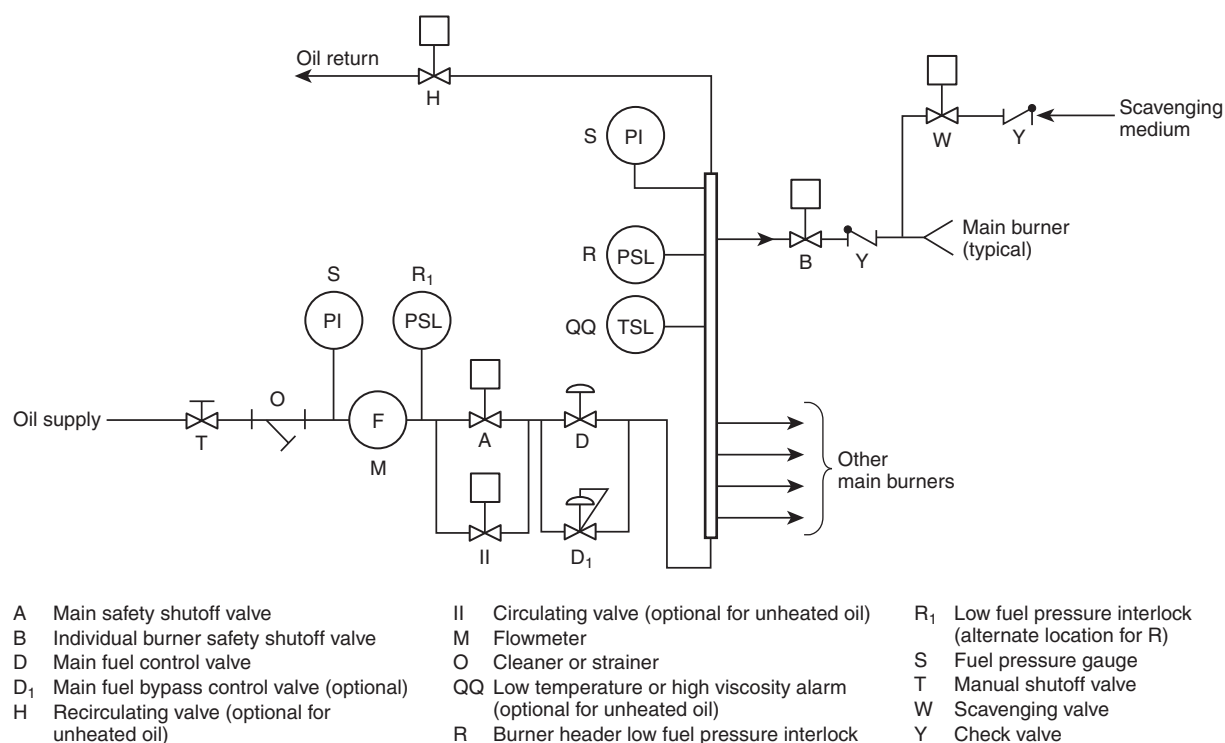 Oil return
H
S
PI
W
Y
Scavenging
medium
B
Y
Main burner
(typical)
R
PSL
QQ
TSL
S
PI
R₁
PSL
Oil supply
T
O
F
M
A
D
II
D₁
Other
main burners
A Main safety shutoff valve
B Individual burner safety shutoff valve
D Main fuel control valve
D₁ Main fuel bypass control valve (optional)
H Recirculating valve (optional for
unheated oil)
II Circulating valve (optional for unheated oil)
M Flowmeter
O Cleaner or strainer
QQ Low temperature or high viscosity alarm
(optional for unheated oil)
R Burner header low fuel pressure interlock
R₁ Low fuel pressure interlock
(alternate location for R)
S Fuel pressure gauge
T Manual shutoff valve
W Scavenging valve
Y Check valve